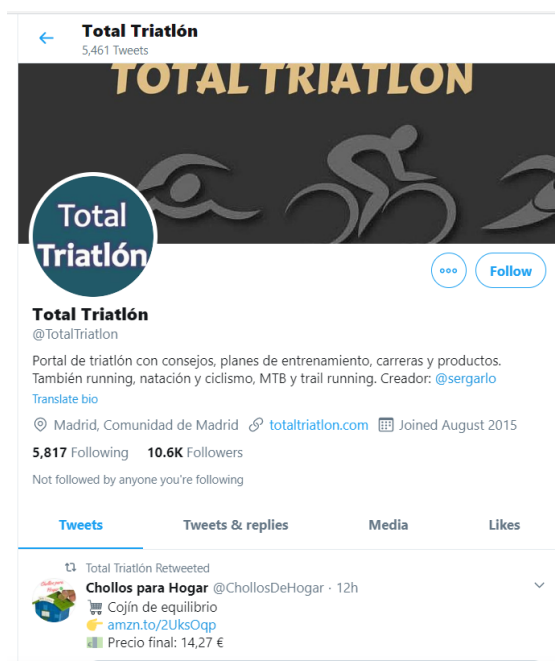 Total Triatlón
5,461 Tweets
TOTAL TRIATLON
Total
Triatlón
Follow
Total Triatlón
@TotalTriatlon
Portal de triatlón con consejos, planes de entrenamiento, carreras y productos.
También running, natación y ciclismo, MTB y trail running. Creador: @sergarlo
Translate bio
Madrid, Comunidad de Madrid totaltriatlon.com Joined August 2015
5,817 Following 10.6K Followers
Not followed by anyone you're following
Tweets Tweets & replies Media Likes
Total Triatlón Retweeted
Chollos para Hogar @ChollosDeHogar · 12h
Cojín de equilibrio
amzn.to/2UksOqp
Precio final: 14,27 €